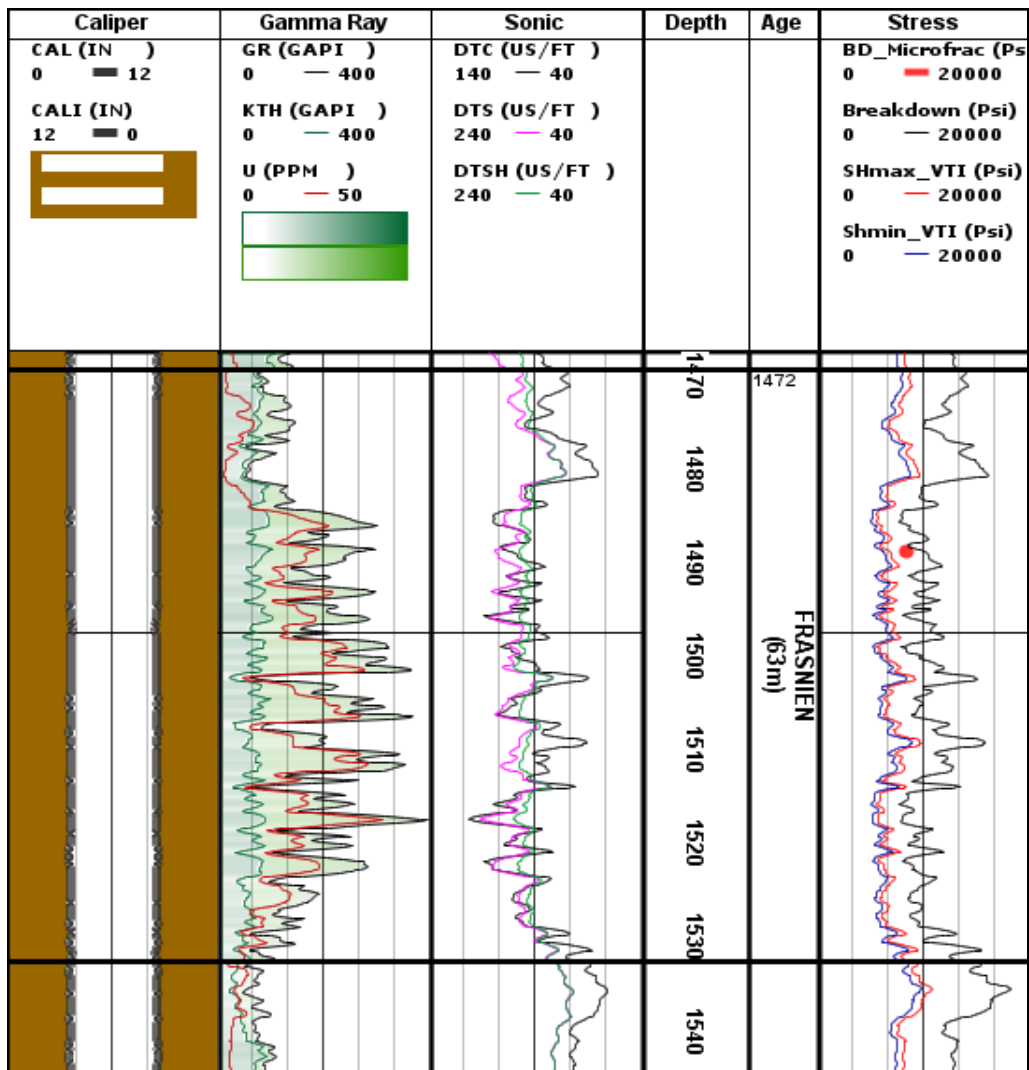 Caliper
Gamma Ray
Sonic
Depth
Age
Stress
CAL (IN )
0 12
CALI (IN)
12 0
GR (GAPI )
0 400
KTH (GAPI )
0 400
U (PPM )
0 50
DTC (US/FT )
140 40
DTS (US/FT )
240 40
DTSH (US/FT )
240 40
BD_Microfrac (Ps
0 20000
Breakdown (Psi)
0 20000
SHmax_VTI (Psi)
0 20000
Shmin_VTI (Psi)
0 20000
1470
1480
1490
1500
1510
1520
1530
1540
1472
FRASNIEN
(63m)